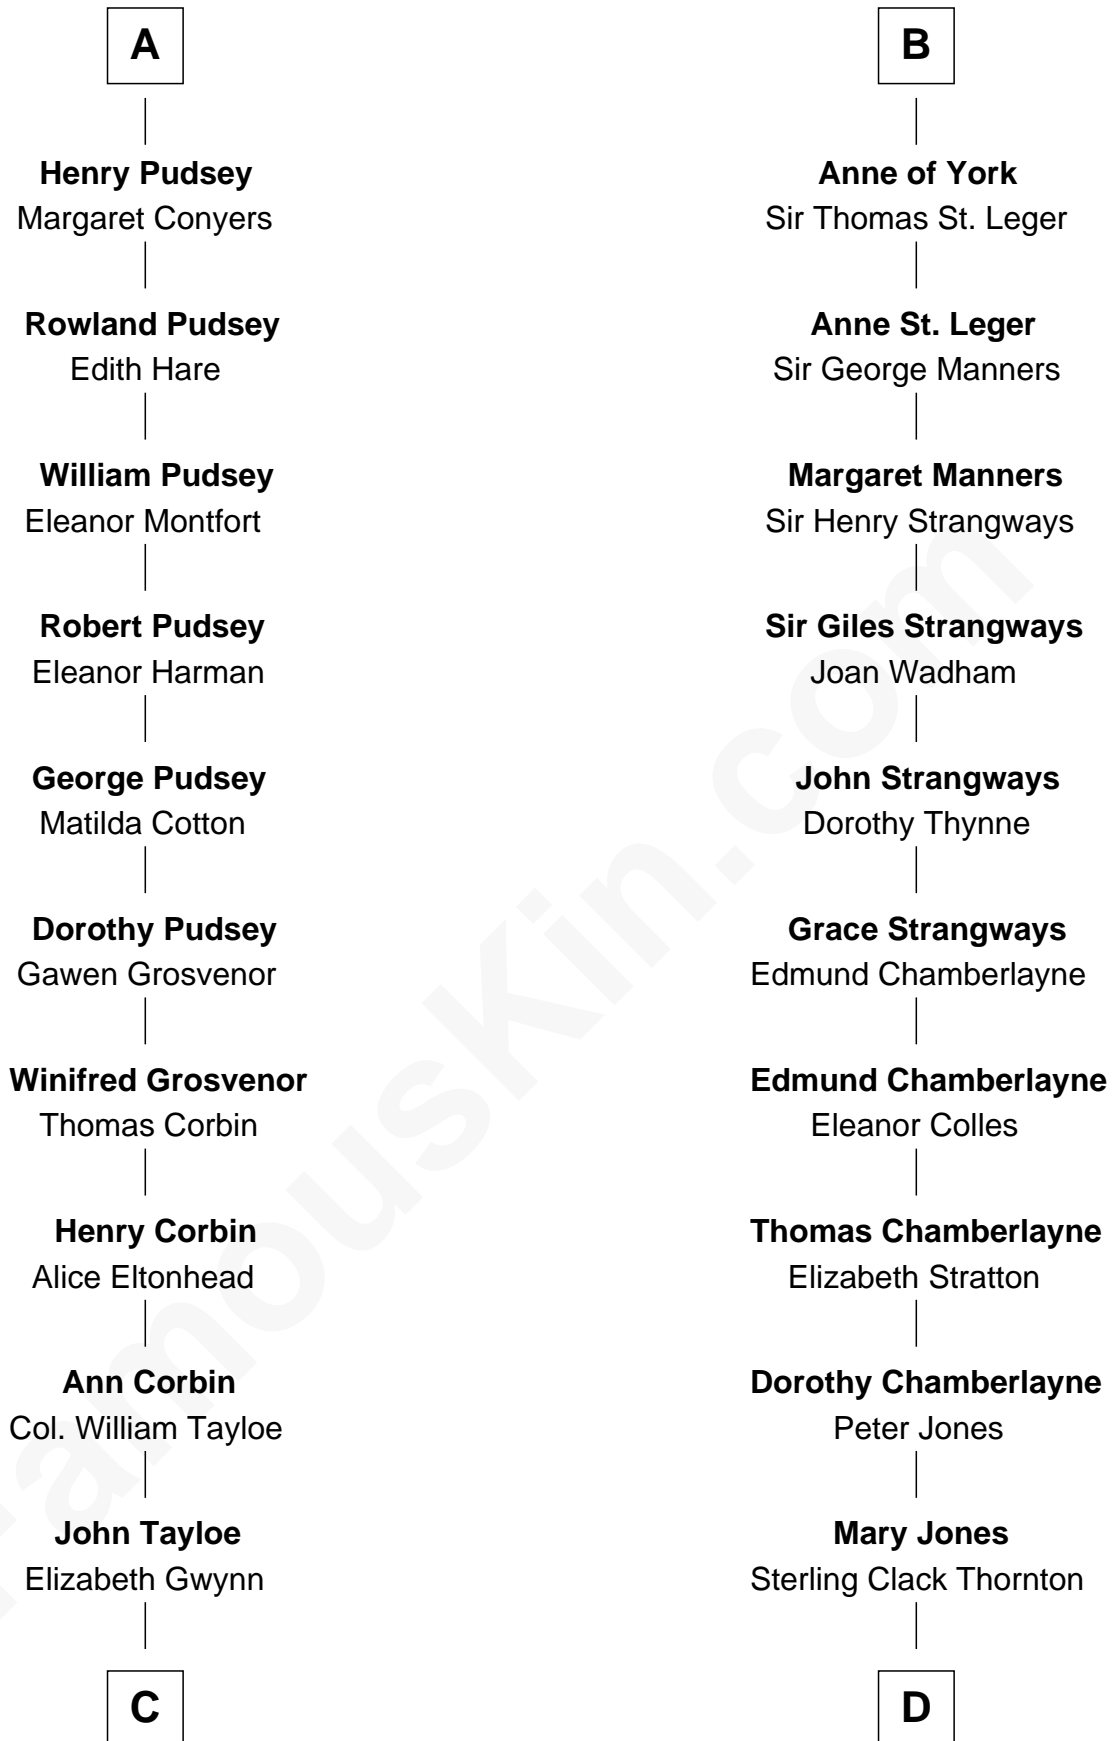 A
Henry Pudsey
Margaret Conyers
Rowland Pudsey
Edith Hare
William Pudsey
Eleanor Montfort
Robert Pudsey
Eleanor Harman
George Pudsey
Matilda Cotton
Dorothy Pudsey
Gawen Grosvenor
Winifred Grosvenor
Thomas Corbin
Henry Corbin
Alice Eltonhead
Ann Corbin
Col. William Tayloe
John Tayloe
Elizabeth Gwynn
C
B
Anne of York
Sir Thomas St. Leger
Anne St. Leger
Sir George Manners
Margaret Manners
Sir Henry Strangways
Sir Giles Strangways
Joan Wadham
John Strangways
Dorothy Thynne
Grace Strangways
Edmund Chamberlayne
Edmund Chamberlayne
Eleanor Colles
Thomas Chamberlayne
Elizabeth Stratton
Dorothy Chamberlayne
Peter Jones
Mary Jones
Sterling Clack Thornton
D
FamousKin.com